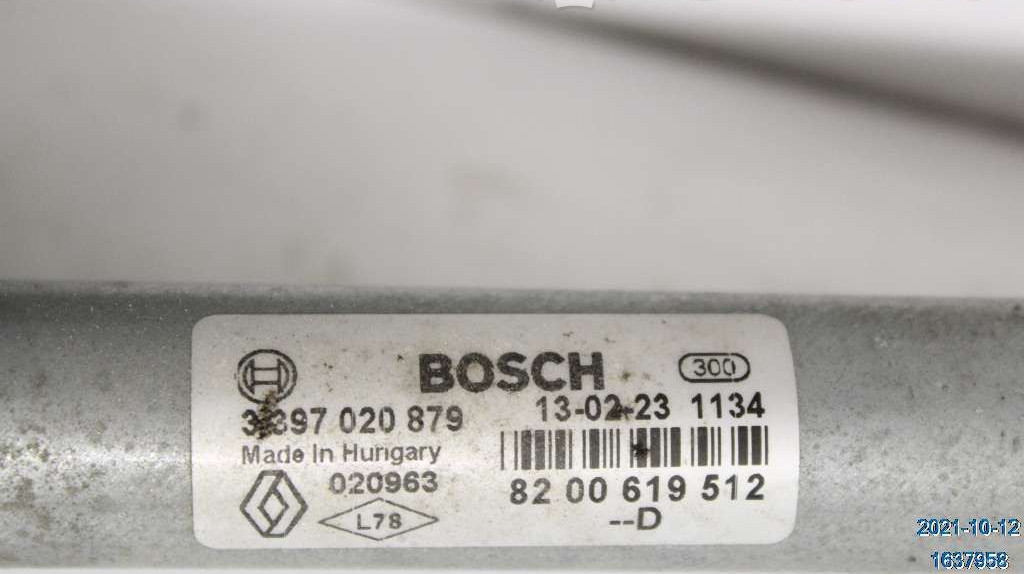 BOSCH
300
3 397 020 879
13-02-23 1134
Made In Hungary
020963
82 00 619 512
L78
--D
2021-10-12
1637958